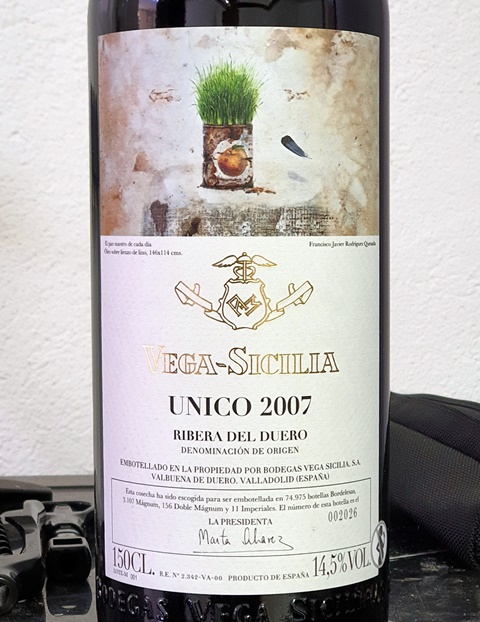 El pan nuestro de cada día
Óleo sobre lienzo de lino, 146x114 cms.
Francisco Javier Rodríguez Quesada
VEGA-SICILIA
UNICO 2007
RIBERA DEL DUERO
DENOMINACIÓN DE ORIGEN
EMBOTELLADO EN LA PROPIEDAD POR BODEGAS VEGA SICILIA, S.A.
VALBUENA DE DUERO. VALLADOLID (ESPAÑA)
Esta cosecha ha sido escogida para ser embotellada en 74.975 botellas Bordelesas,
3.107 Mágnum, 156 Doble Mágnum y 11 Imperiales. El número de esta botella es el
002026
LA PRESIDENTA
Marta Alvarez
150CL.
R.E. Nº 2.342-VA-00 PRODUCTO DE ESPAÑA
14,5%VOL.
BODEGAS VEGA SICILIA